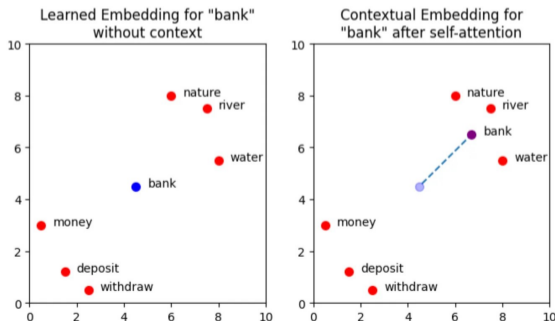 Learned Embedding for "bank"
without context
10
8
6
4
2
0
0 2 4 6 8 10
nature
river
water
bank
money
deposit
withdraw
Contextual Embedding for
"bank" after self-attention
10
8
6
4
2
0
0 2 4 6 8 10
nature
river
bank
water
money
deposit
withdraw